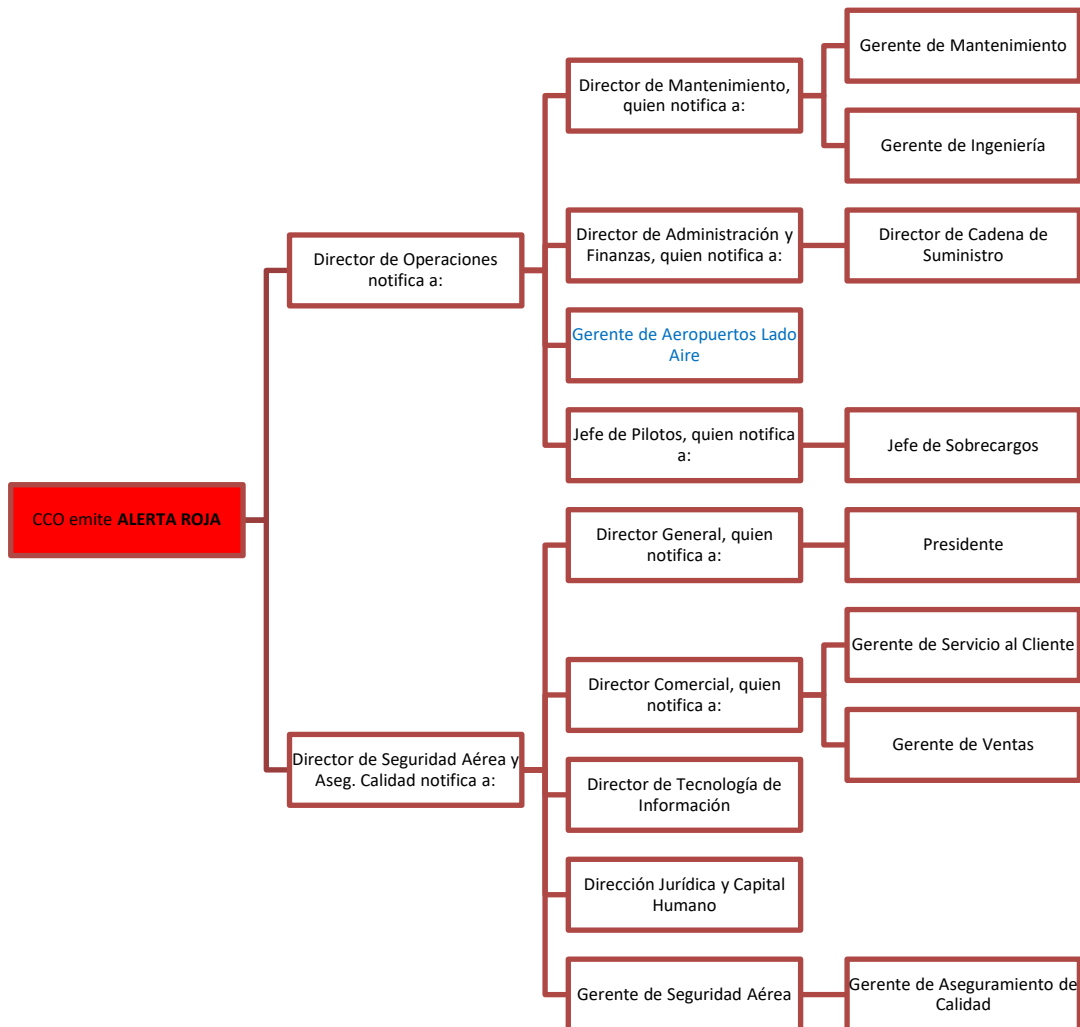 Gerente de Mantenimiento
Director de Mantenimiento,
quien notifica a:
Gerente de Ingeniería
Director de Administración y
Finanzas, quien notifica a:
Director de Cadena de
Suministro
Director de Operaciones
notifica a:
Gerente de Aeropuertos Lado
Aire
Jefe de Pilotos, quien notifica
a:
Jefe de Sobrecargos
CCO emite ALERTA ROJA
Director General, quien
notifica a:
Presidente
Gerente de Servicio al Cliente
Director Comercial, quien
notifica a:
Gerente de Ventas
Director de Seguridad Aérea y
Aseg. Calidad notifica a:
Director de Tecnología de
Información
Dirección Jurídica y Capital
Humano
Gerente de Seguridad Aérea
Gerente de Aseguramiento de
Calidad